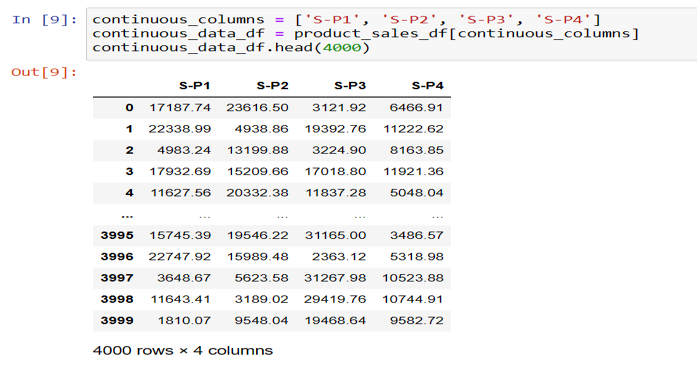 In [9]: continuous_columns = ['S-P1', 'S-P2', 'S-P3', 'S-P4']
continuous_data_df = product_sales_df[continuous_columns]
continuous_data_df.head(4000)
Out[9]:
S-P1 S-P2 S-P3 S-P4
0 17187.74 23616.50 3121.92 6466.91
1 22338.99 4938.86 19392.76 11222.62
2 4983.24 13199.88 3224.90 8163.85
3 17932.69 15209.66 17018.80 11921.36
4 11627.56 20332.38 11837.28 5048.04
... ... ... ... ...
3995 15745.39 19546.22 31165.00 3486.57
3996 22747.92 15989.48 2363.12 5318.98
3997 3648.67 5623.58 31267.98 10523.88
3998 11643.41 3189.02 29419.76 10744.91
3999 1810.07 9548.04 19468.64 9582.72
4000 rows × 4 columns